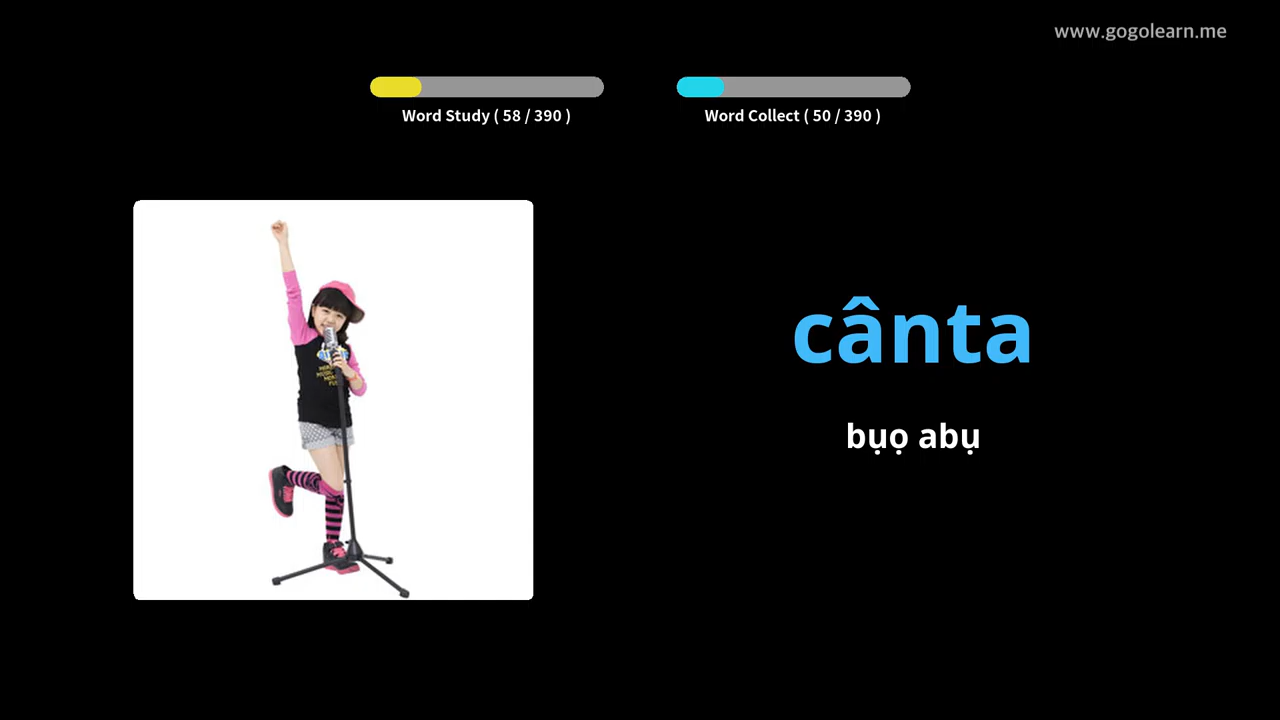 www.gogolearn.me
Word Study ( 58 / 390 )
Word Collect ( 50 / 390 )
cânta
bụọ abụ